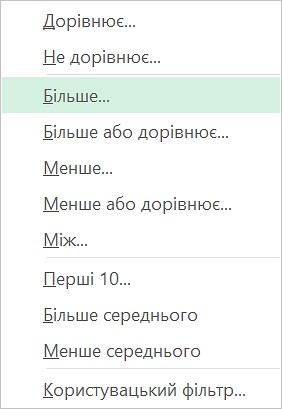 Дорівнює...
Не дорівнює...
Більше...
Більше або дорівнює...
Менше...
Менше або дорівнює...
Між...
Перші 10...
Більше середнього
Менше середнього
Користувацький фільтр...